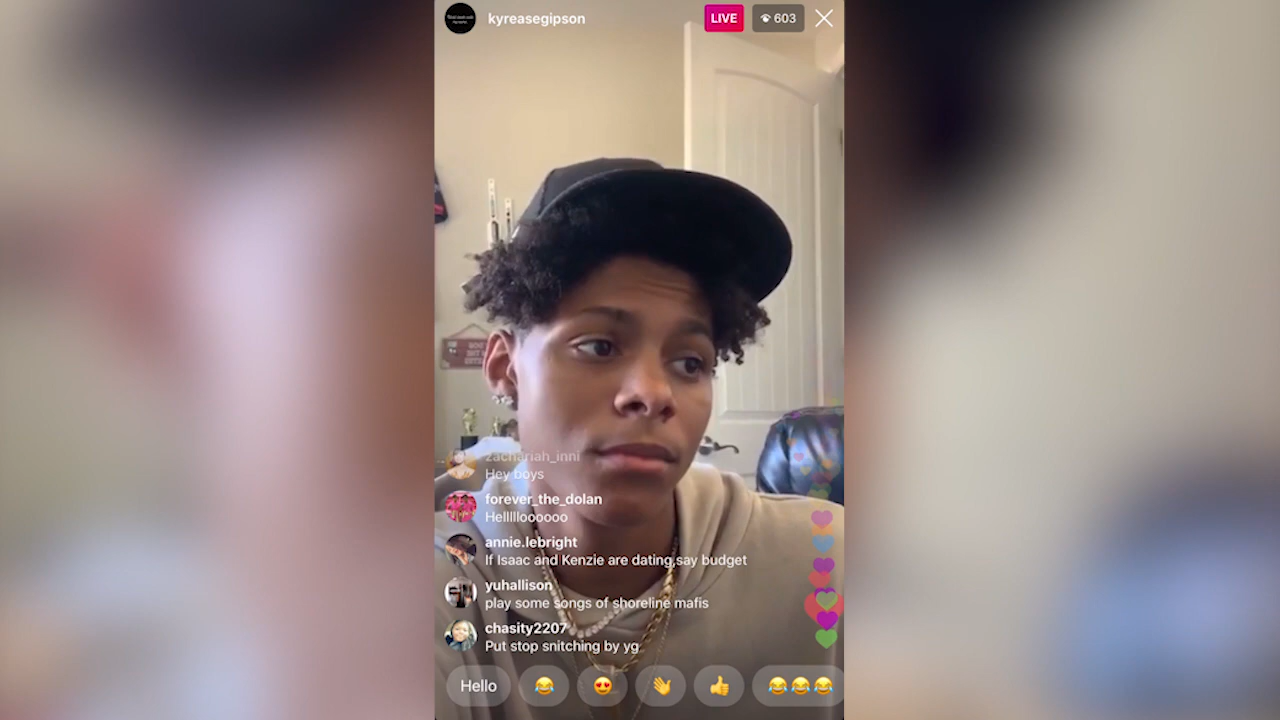 kyreasegipson
LIVE
603
zachariah_inni
Hey boys
forever_the_dolan
Hellllloooooo
annie.lebright
If Isaac and Kenzie are dating,say budget
yuhallison
play some songs of shoreline mafis
chasity2207
Put stop snitching by yg
Hello